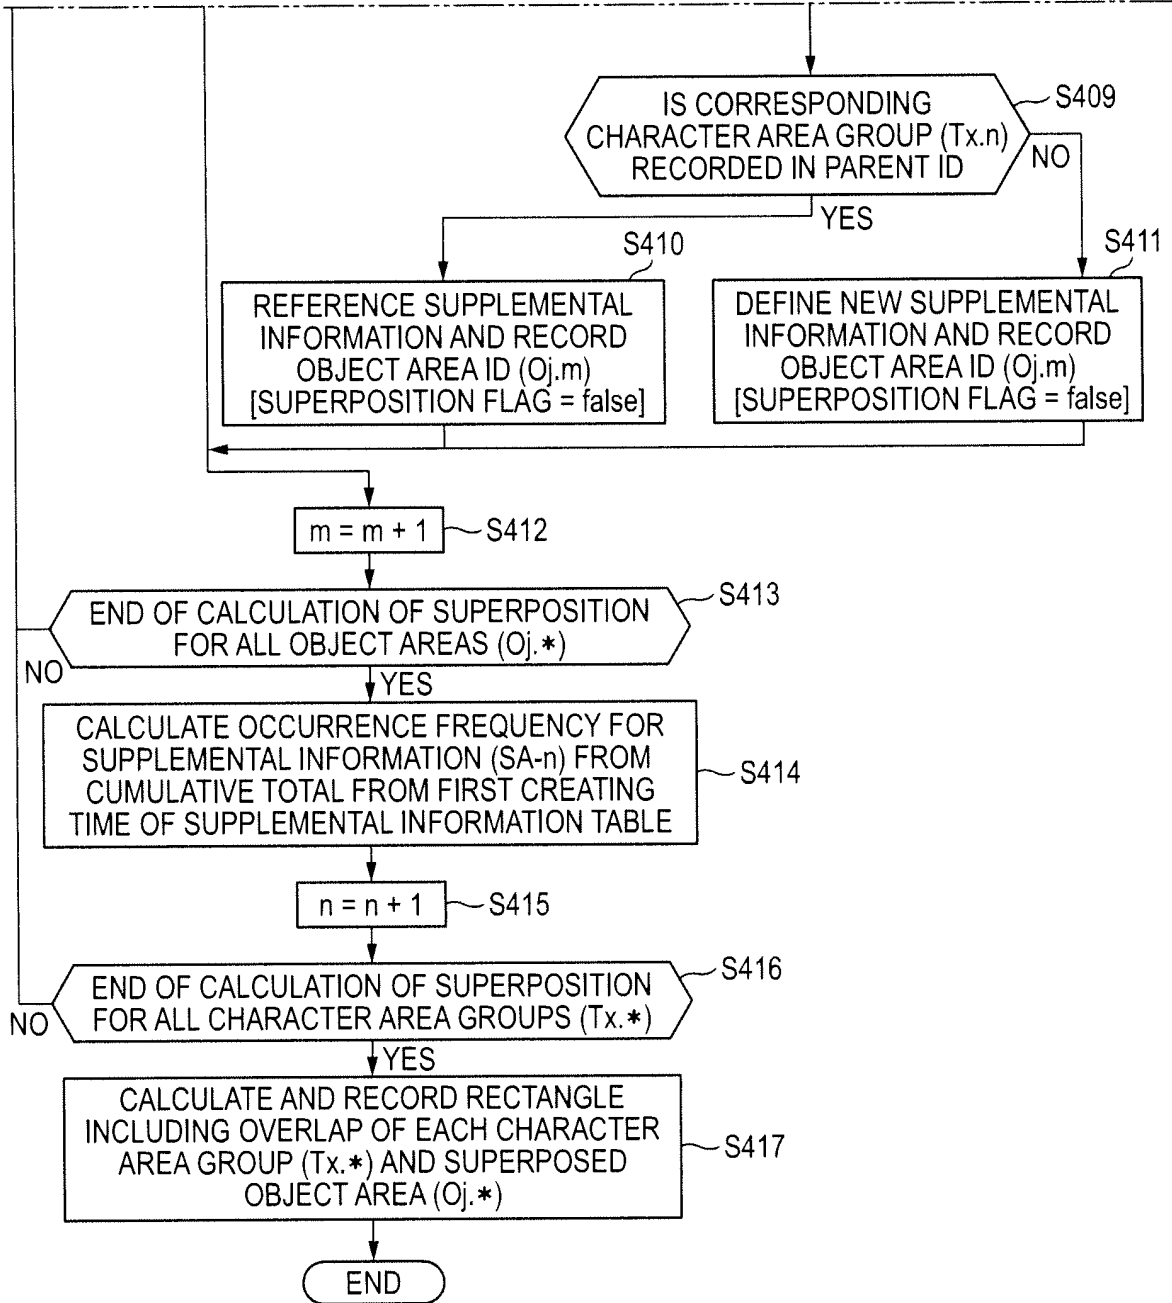 IS CORRESPONDING
CHARACTER AREA GROUP (Tx.n)
RECORDED IN PARENT ID
S409
NO
YES
S410
REFERENCE SUPPLEMENTAL
INFORMATION AND RECORD
OBJECT AREA ID (Oj.m)
[SUPERPOSITION FLAG = false]
S411
DEFINE NEW SUPPLEMENTAL
INFORMATION AND RECORD
OBJECT AREA ID (Oj.m)
[SUPERPOSITION FLAG = false]
m = m + 1
S412
END OF CALCULATION OF SUPERPOSITION
FOR ALL OBJECT AREAS (Oj.*)
S413
NO
YES
CALCULATE OCCURRENCE FREQUENCY FOR
SUPPLEMENTAL INFORMATION (SA-n) FROM
CUMULATIVE TOTAL FROM FIRST CREATING
TIME OF SUPPLEMENTAL INFORMATION TABLE
S414
n = n + 1
S415
END OF CALCULATION OF SUPERPOSITION
FOR ALL CHARACTER AREA GROUPS (Tx.*)
S416
NO
YES
CALCULATE AND RECORD RECTANGLE
INCLUDING OVERLAP OF EACH CHARACTER
AREA GROUP (Tx.*) AND SUPERPOSED
OBJECT AREA (Oj.*)
S417
END